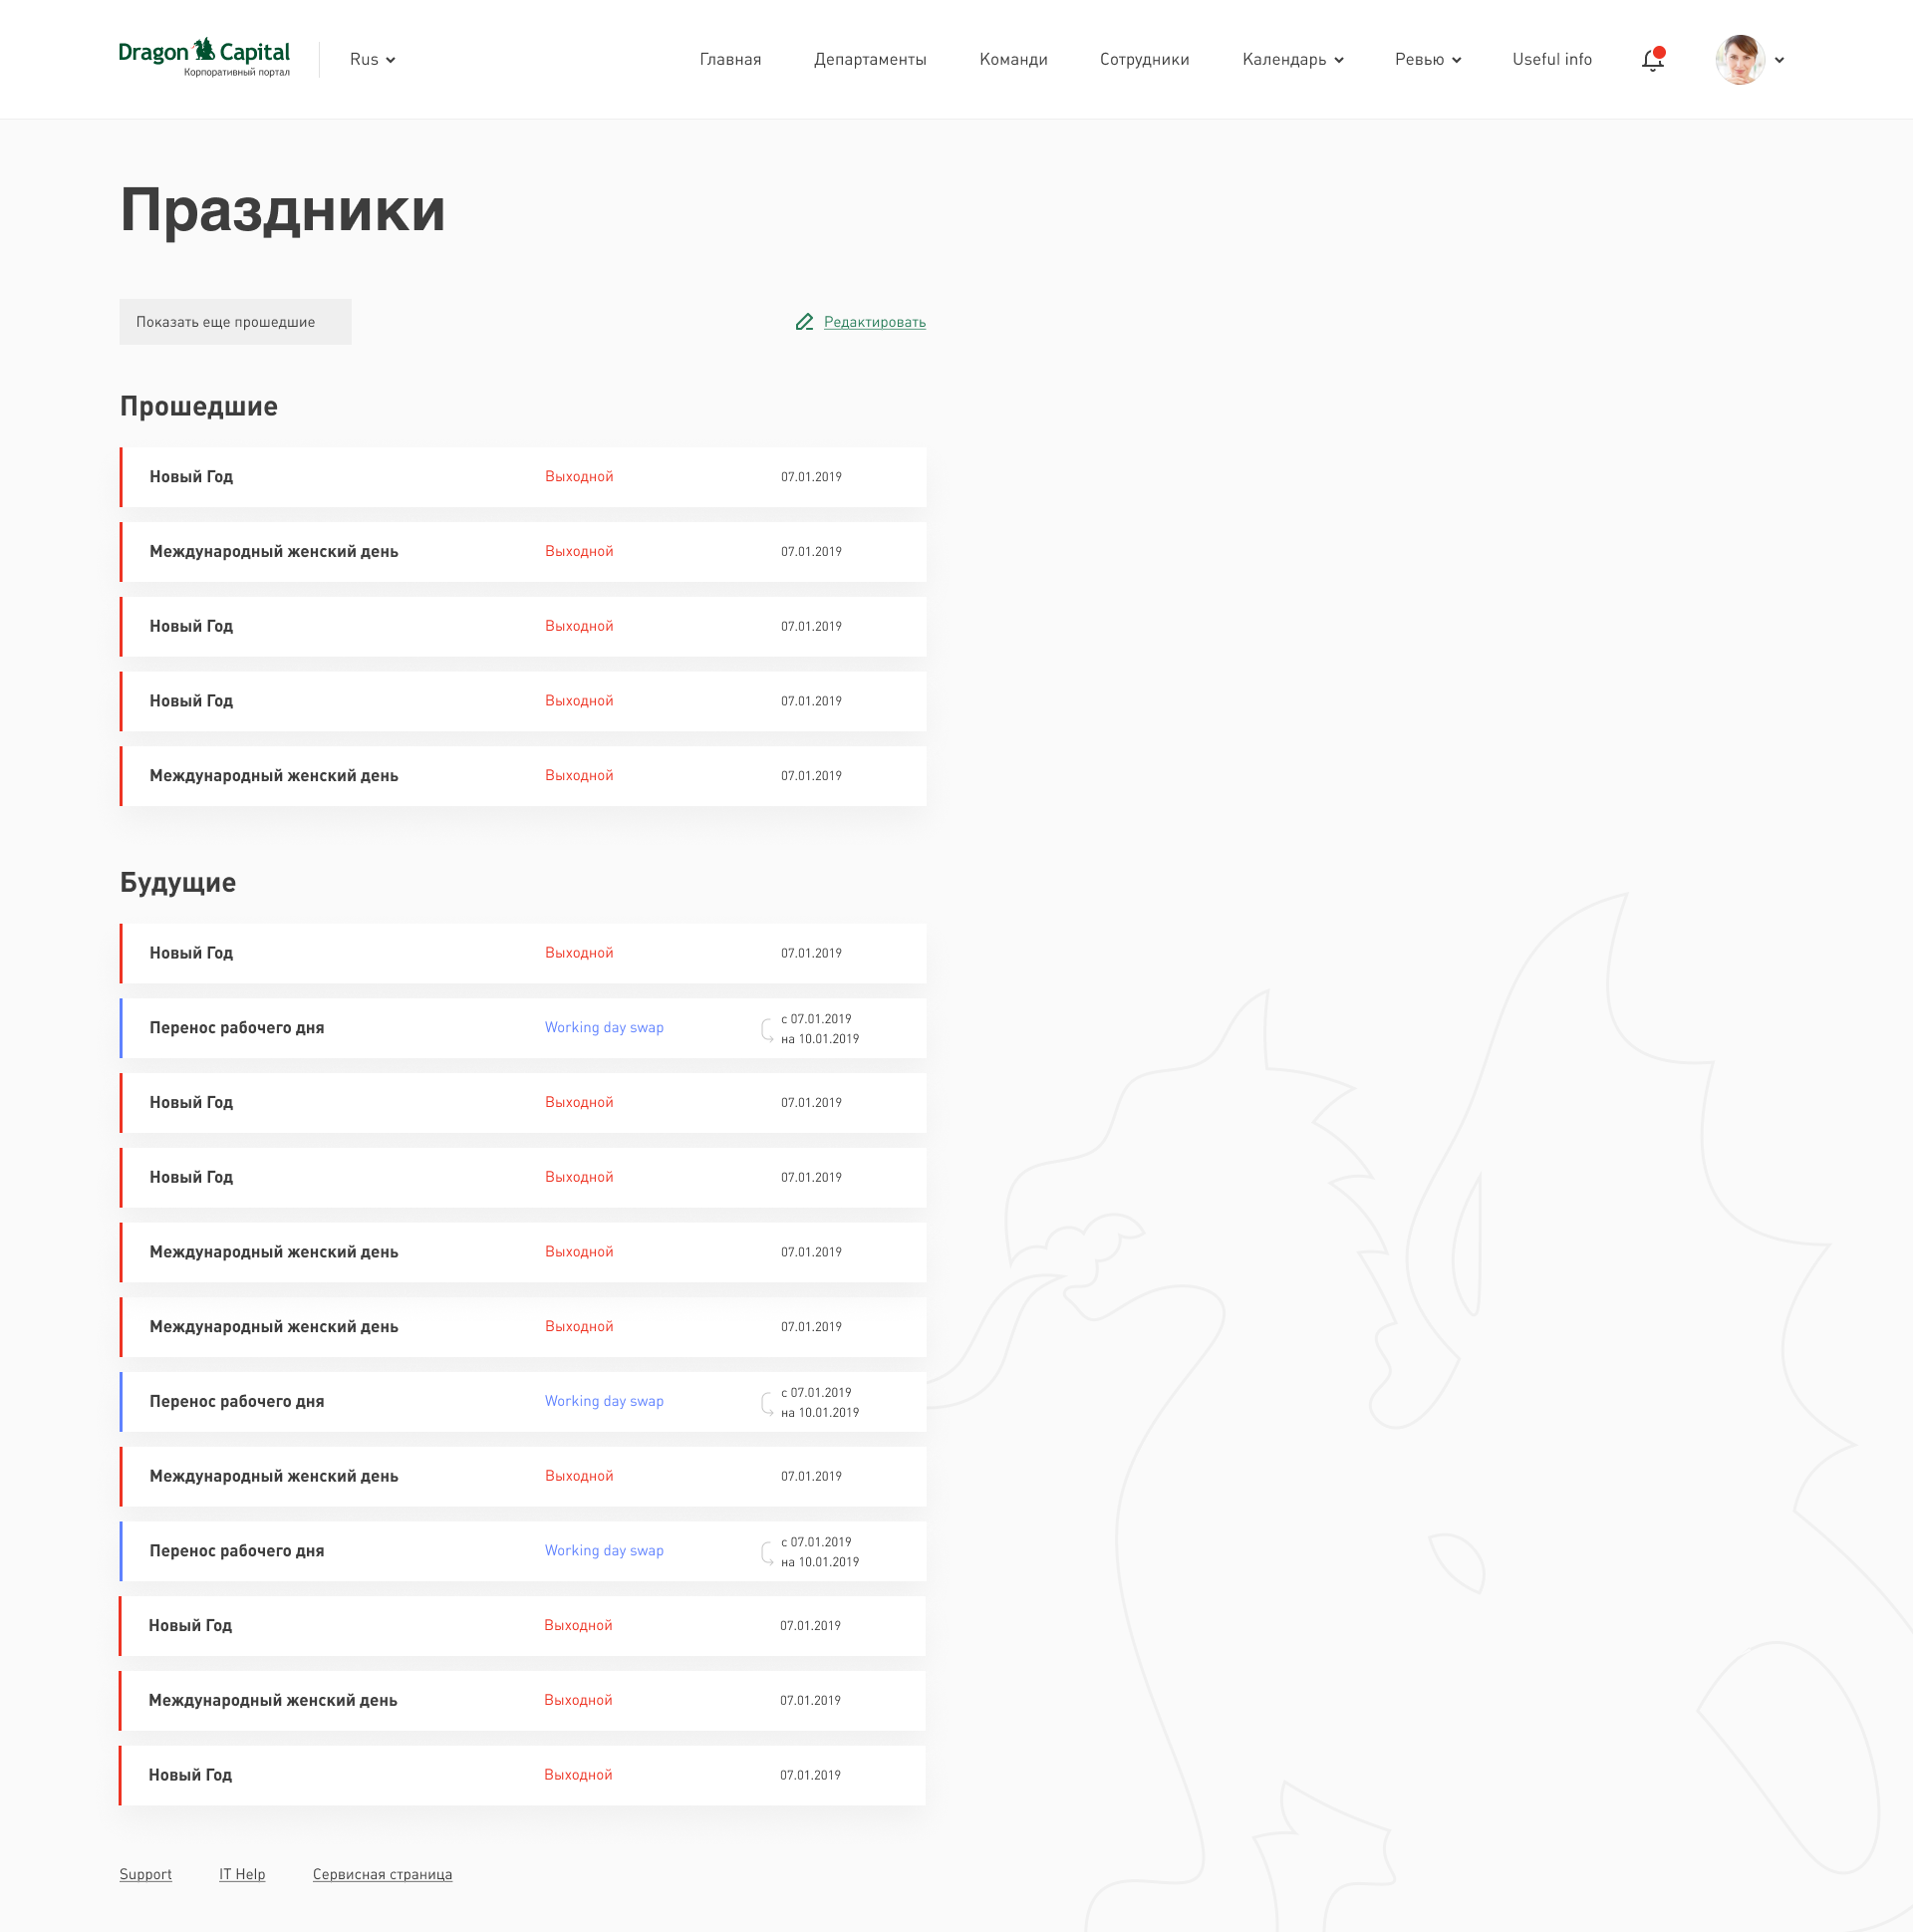 Dragon Capital
Корпоративный портал
Rus
Главная
Департаменты
Команди
Сотрудники
Календарь
Ревью
Useful info
Праздники
Показать еще прошедшие
Редактировать
Прошедшие
Новый Год Выходной 07.01.2019
Международный женский день Выходной 07.01.2019
Новый Год Выходной 07.01.2019
Новый Год Выходной 07.01.2019
Международный женский день Выходной 07.01.2019
Будущие
Новый Год Выходной 07.01.2019
Перенос рабочего дня Working day swap с 07.01.2019
на 10.01.2019
Новый Год Выходной 07.01.2019
Новый Год Выходной 07.01.2019
Международный женский день Выходной 07.01.2019
Международный женский день Выходной 07.01.2019
Перенос рабочего дня Working day swap с 07.01.2019
на 10.01.2019
Международный женский день Выходной 07.01.2019
Перенос рабочего дня Working day swap с 07.01.2019
на 10.01.2019
Новый Год Выходной 07.01.2019
Международный женский день Выходной 07.01.2019
Новый Год Выходной 07.01.2019
Support
IT Help
Сервисная страница